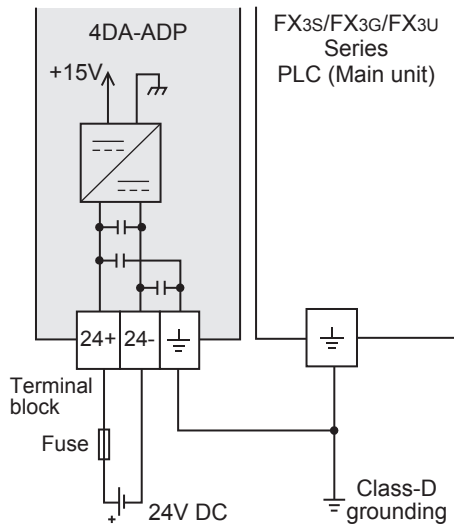 4DA-ADP
+15V
FX3S/FX3G/FX3U
Series
PLC (Main unit)
24+ 24-
Terminal
block
Fuse
+
24V DC
Class-D
grounding